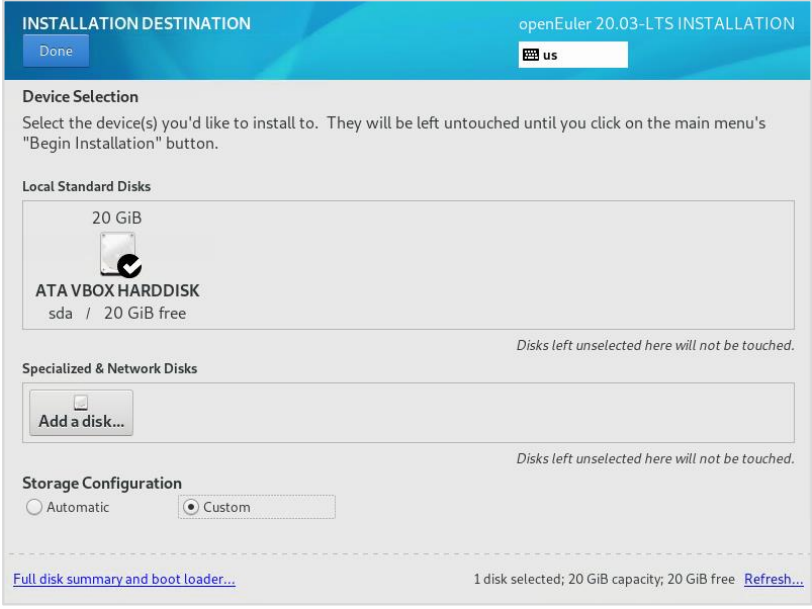 INSTALLATION DESTINATION
openEuler 20.03-LTS INSTALLATION
Done
us
Device Selection
Select the device(s) you'd like to install to. They will be left untouched until you click on the main menu's
"Begin Installation" button.
Local Standard Disks
20 GiB
ATA VBOX HARDDISK
sda / 20 GiB free
Disks left unselected here will not be touched.
Specialized & Network Disks
Add a disk...
Disks left unselected here will not be touched.
Storage Configuration
Automatic
Custom
Full disk summary and boot loader...
1 disk selected; 20 GiB capacity; 20 GiB free Refresh...